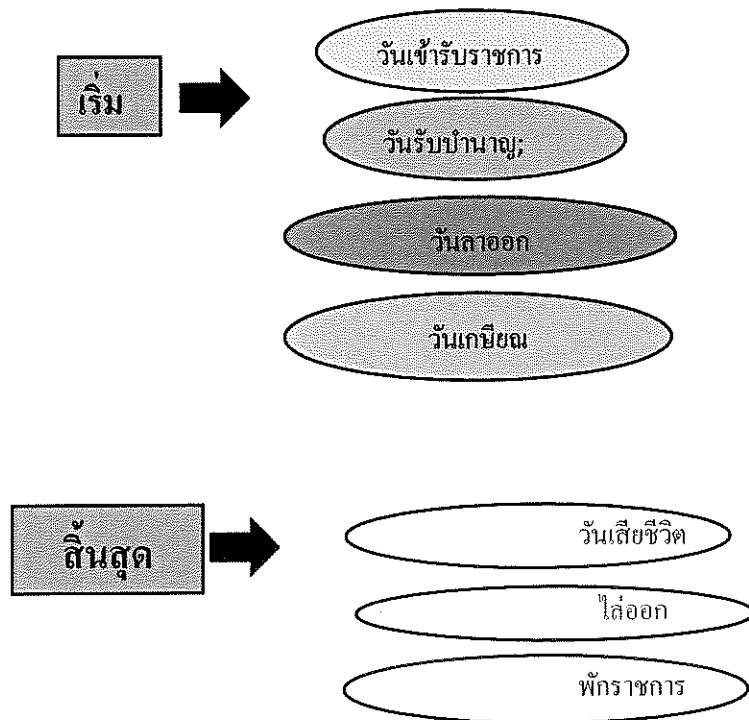 เริ่ม
วันเข้ารับราชการ
วันรับบำนาญ;
วันลาออก
วันเกษียณ
สิ้นสุด
วันเสียชีวิต
ไล่ออก
พักราชการ